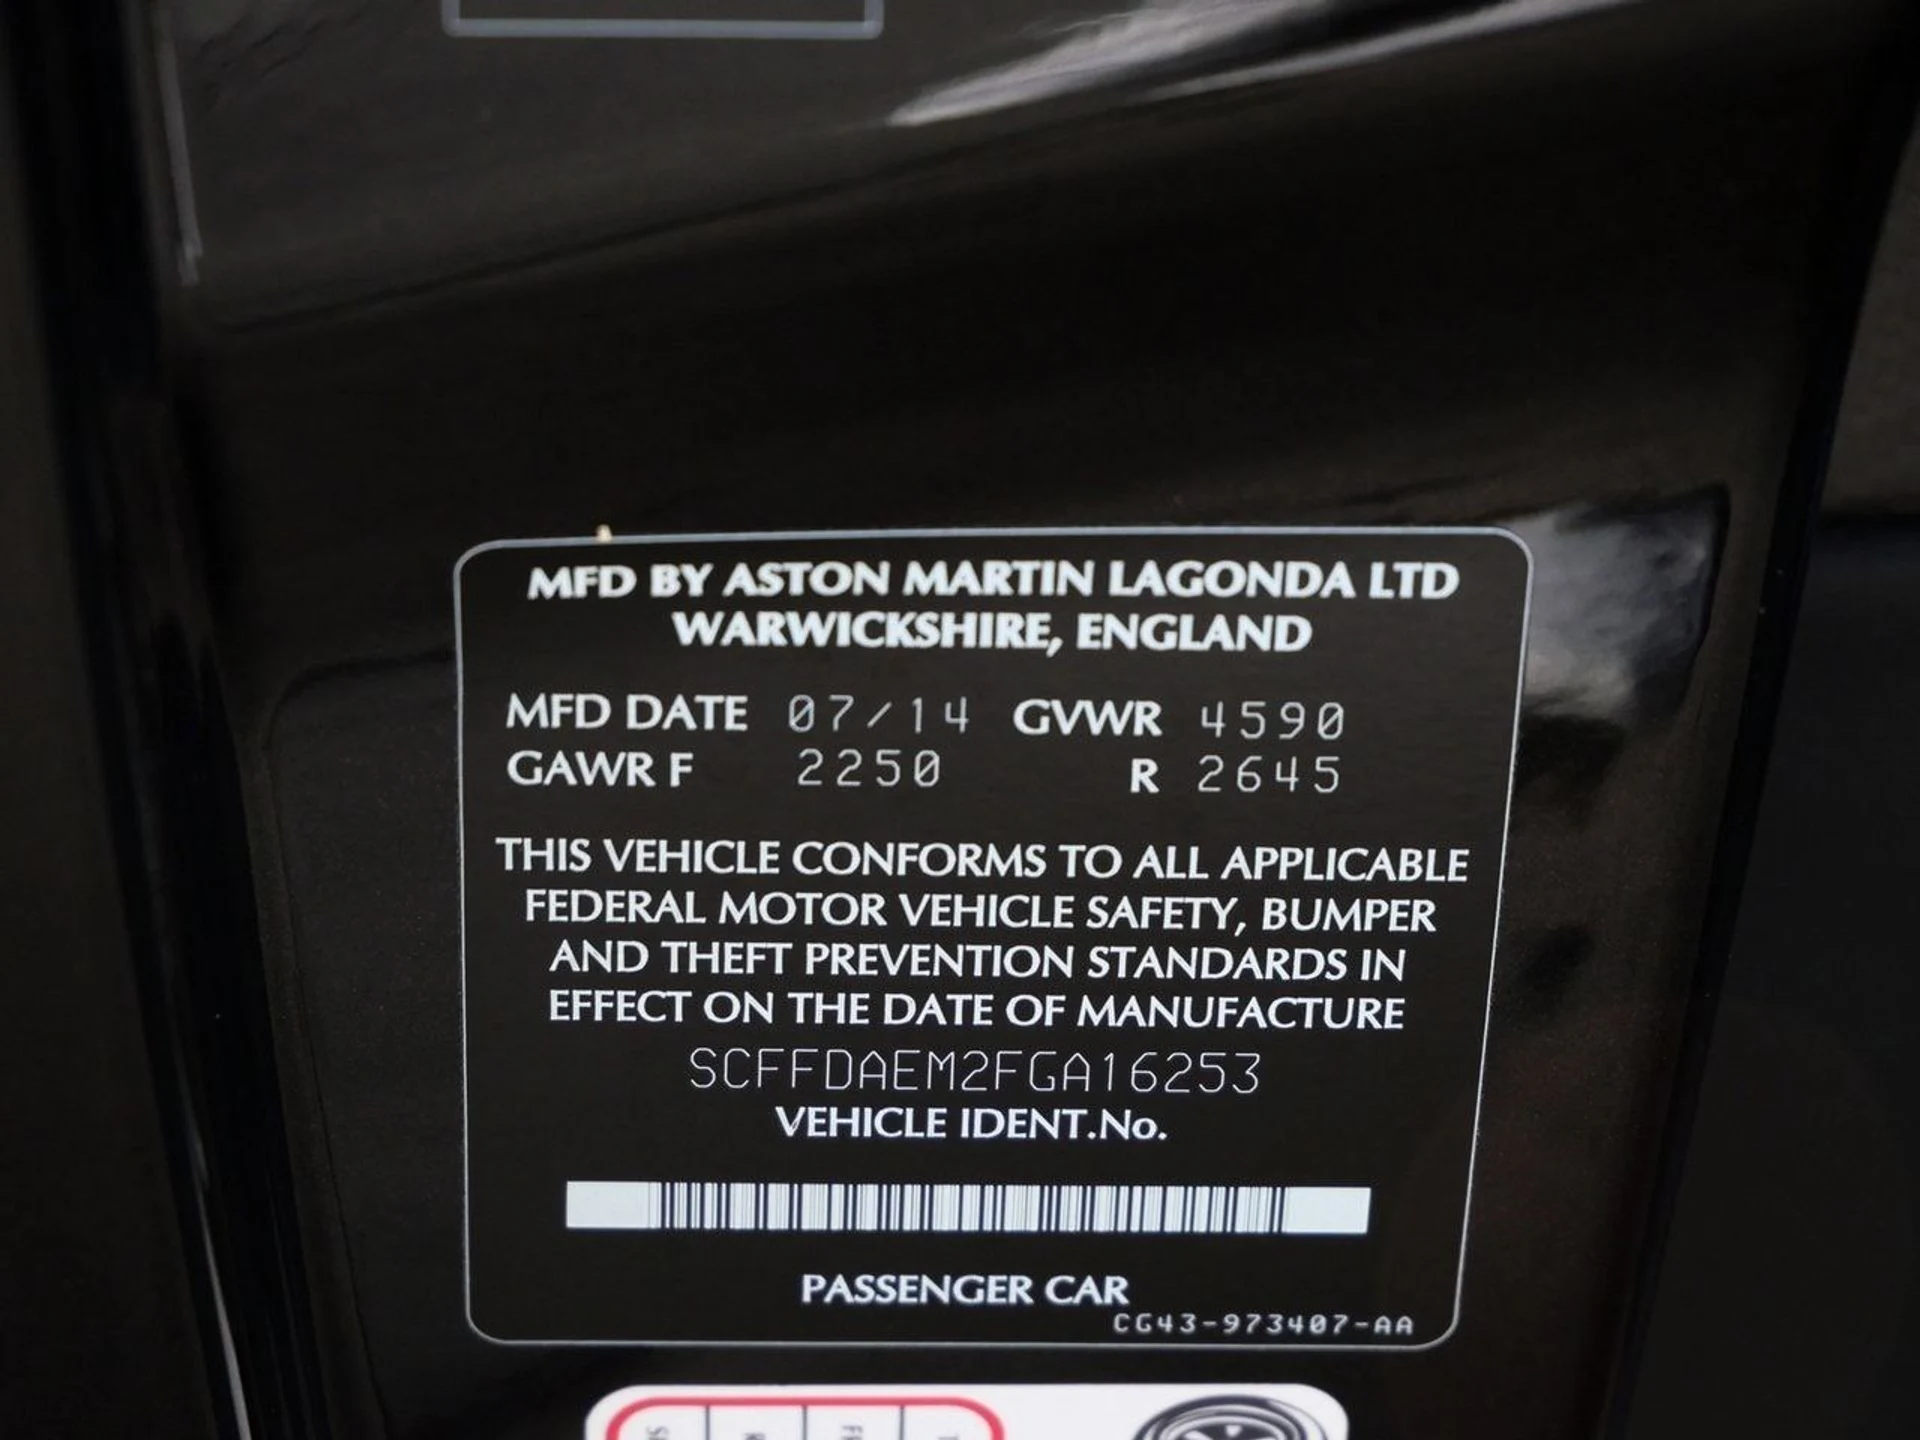 MFD BY ASTON MARTIN LAGONDA LTD
WARWICKSHIRE, ENGLAND
MFD DATE 07/14 GVWR 4590
GAWR F 2250 R 2645
THIS VEHICLE CONFORMS TO ALL APPLICABLE
FEDERAL MOTOR VEHICLE SAFETY, BUMPER
AND THEFT PREVENTION STANDARDS IN
EFFECT ON THE DATE OF MANUFACTURE
SCFFDAEM2FGA16253
VEHICLE IDENT.No.
PASSENGER CAR
CG43-973407-AA